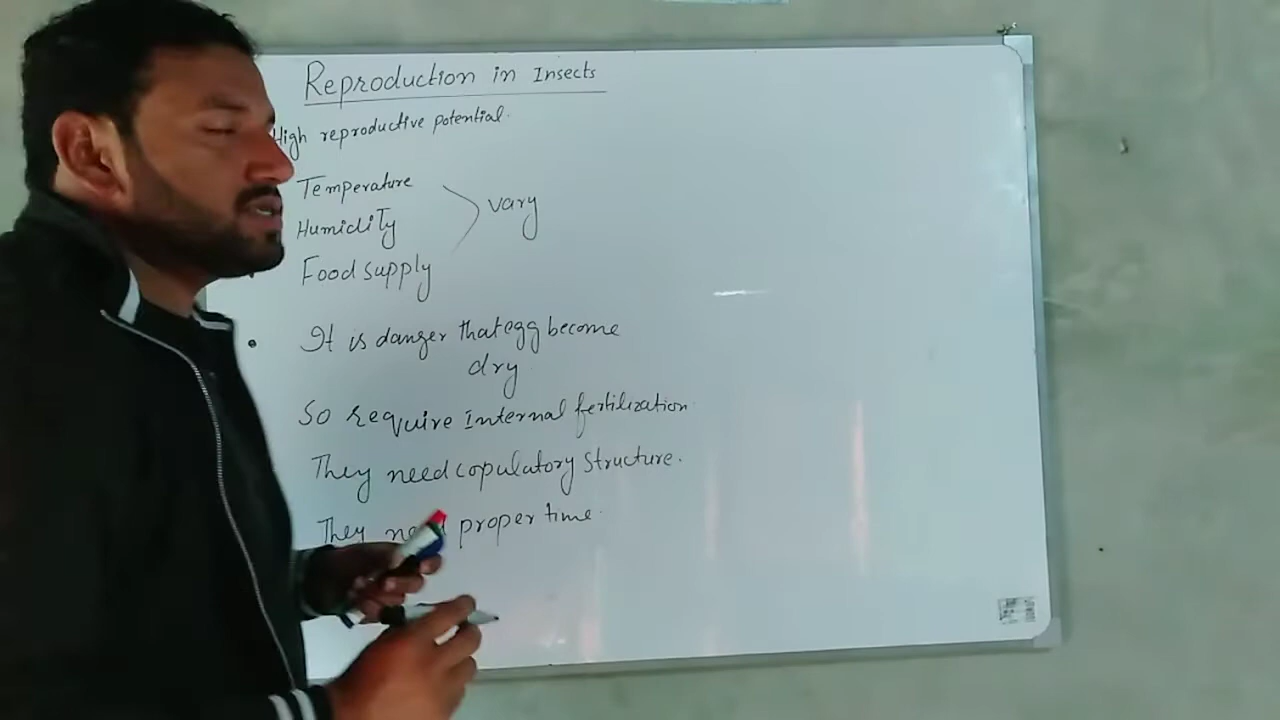 Reproduction in Insects
High reproductive potential.
Temperature
Humidity
vary
Food supply
It is danger that egg become
dry
So require Internal fertilization
They need copulatory structure.
They need proper time.